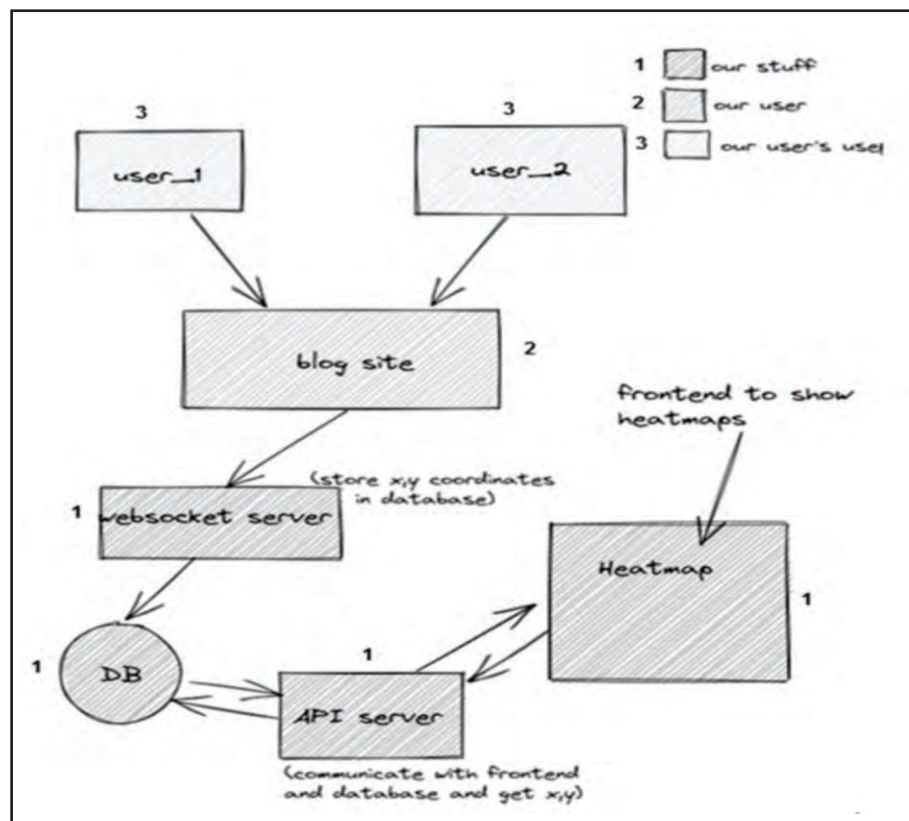 1 our stuff
2 our user
3 our user's user
3
user_1
3
user_2
blog site
2
frontend to show
heatmaps
(store x,y coordinates
in database)
1
websocket server
Heatmap
1
1
DB
1
API server
(communicate with frontend
and database and get x,y)